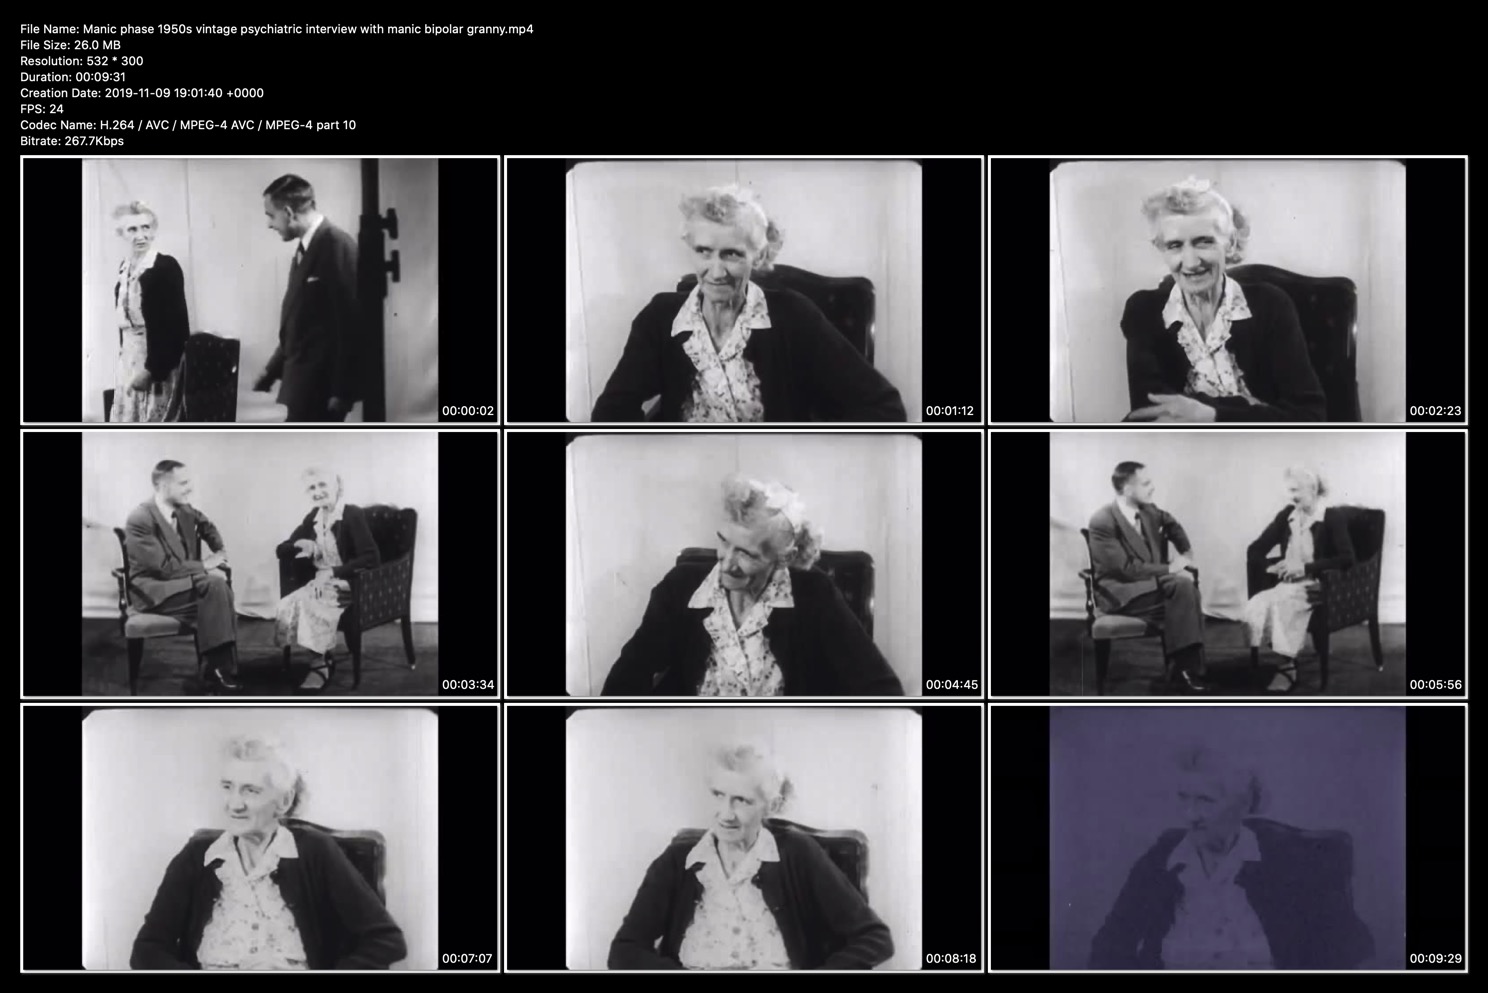 File Name: Manic phase 1950s vintage psychiatric interview with manic bipolar granny.mp4
File Size: 26.0 MB
Resolution: 532 * 300
Duration: 00:09:31
Creation Date: 2019-11-09 19:01:40 +0000
FPS: 24
Codec Name: H.264 / AVC / MPEG-4 AVC / MPEG-4 part 10
Bitrate: 267.7Kbps
00:00:02
00:01:12
00:02:23
00:03:34
00:04:45
00:05:56
00:07:07
00:08:18
00:09:29